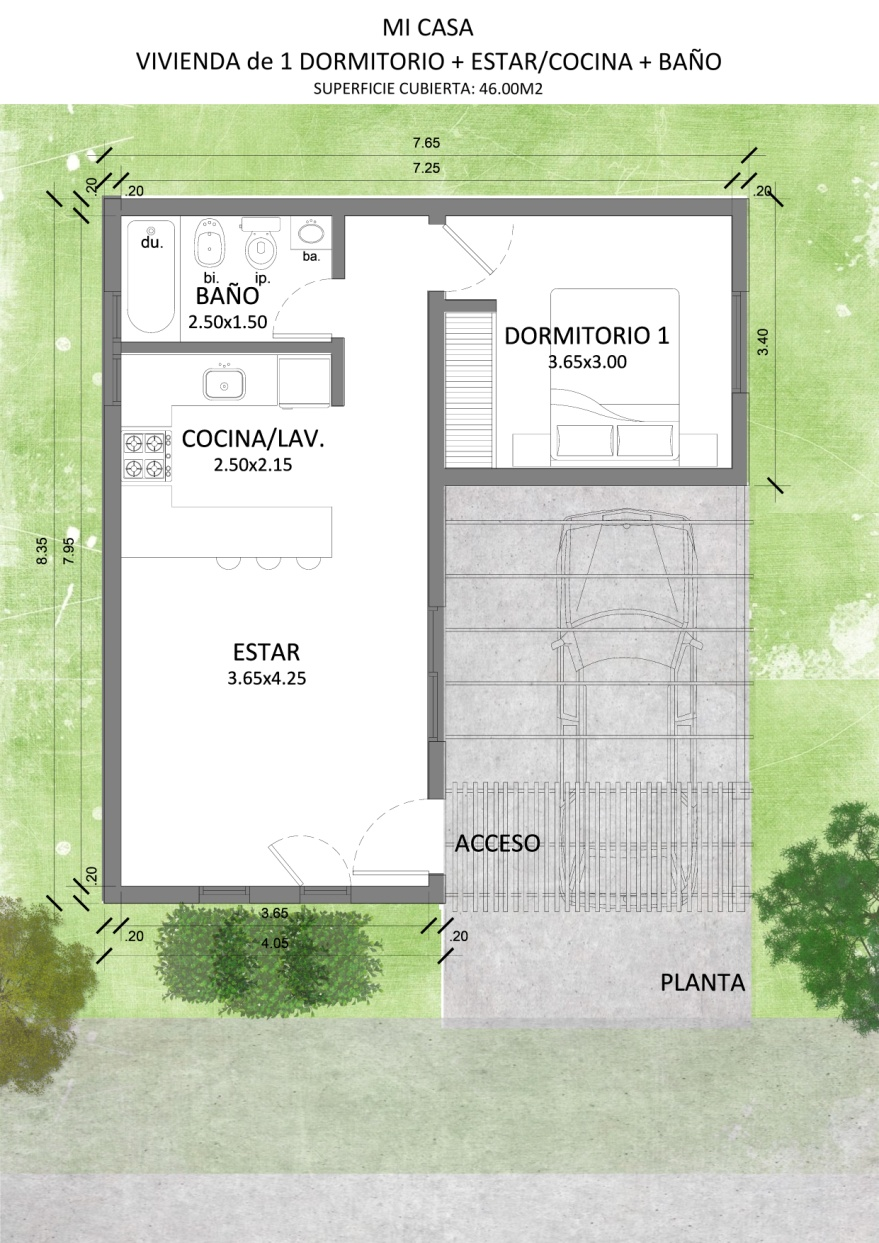 MI CASA
VIVIENDA de 1 DORMITORIO + ESTAR/COCINA + BAÑO
SUPERFICIE CUBIERTA: 46.00M2
7.65
7.25
.20
.20
.20
du.
bi.
ip.
ba.
BAÑO
2.50x1.50
DORMITORIO 1
3.65x3.00
3.40
COCINA/LAV.
2.50x2.15
8.35
7.95
ESTAR
3.65x4.25
ACCESO
.20
3.65
.20
4.05
.20
PLANTA